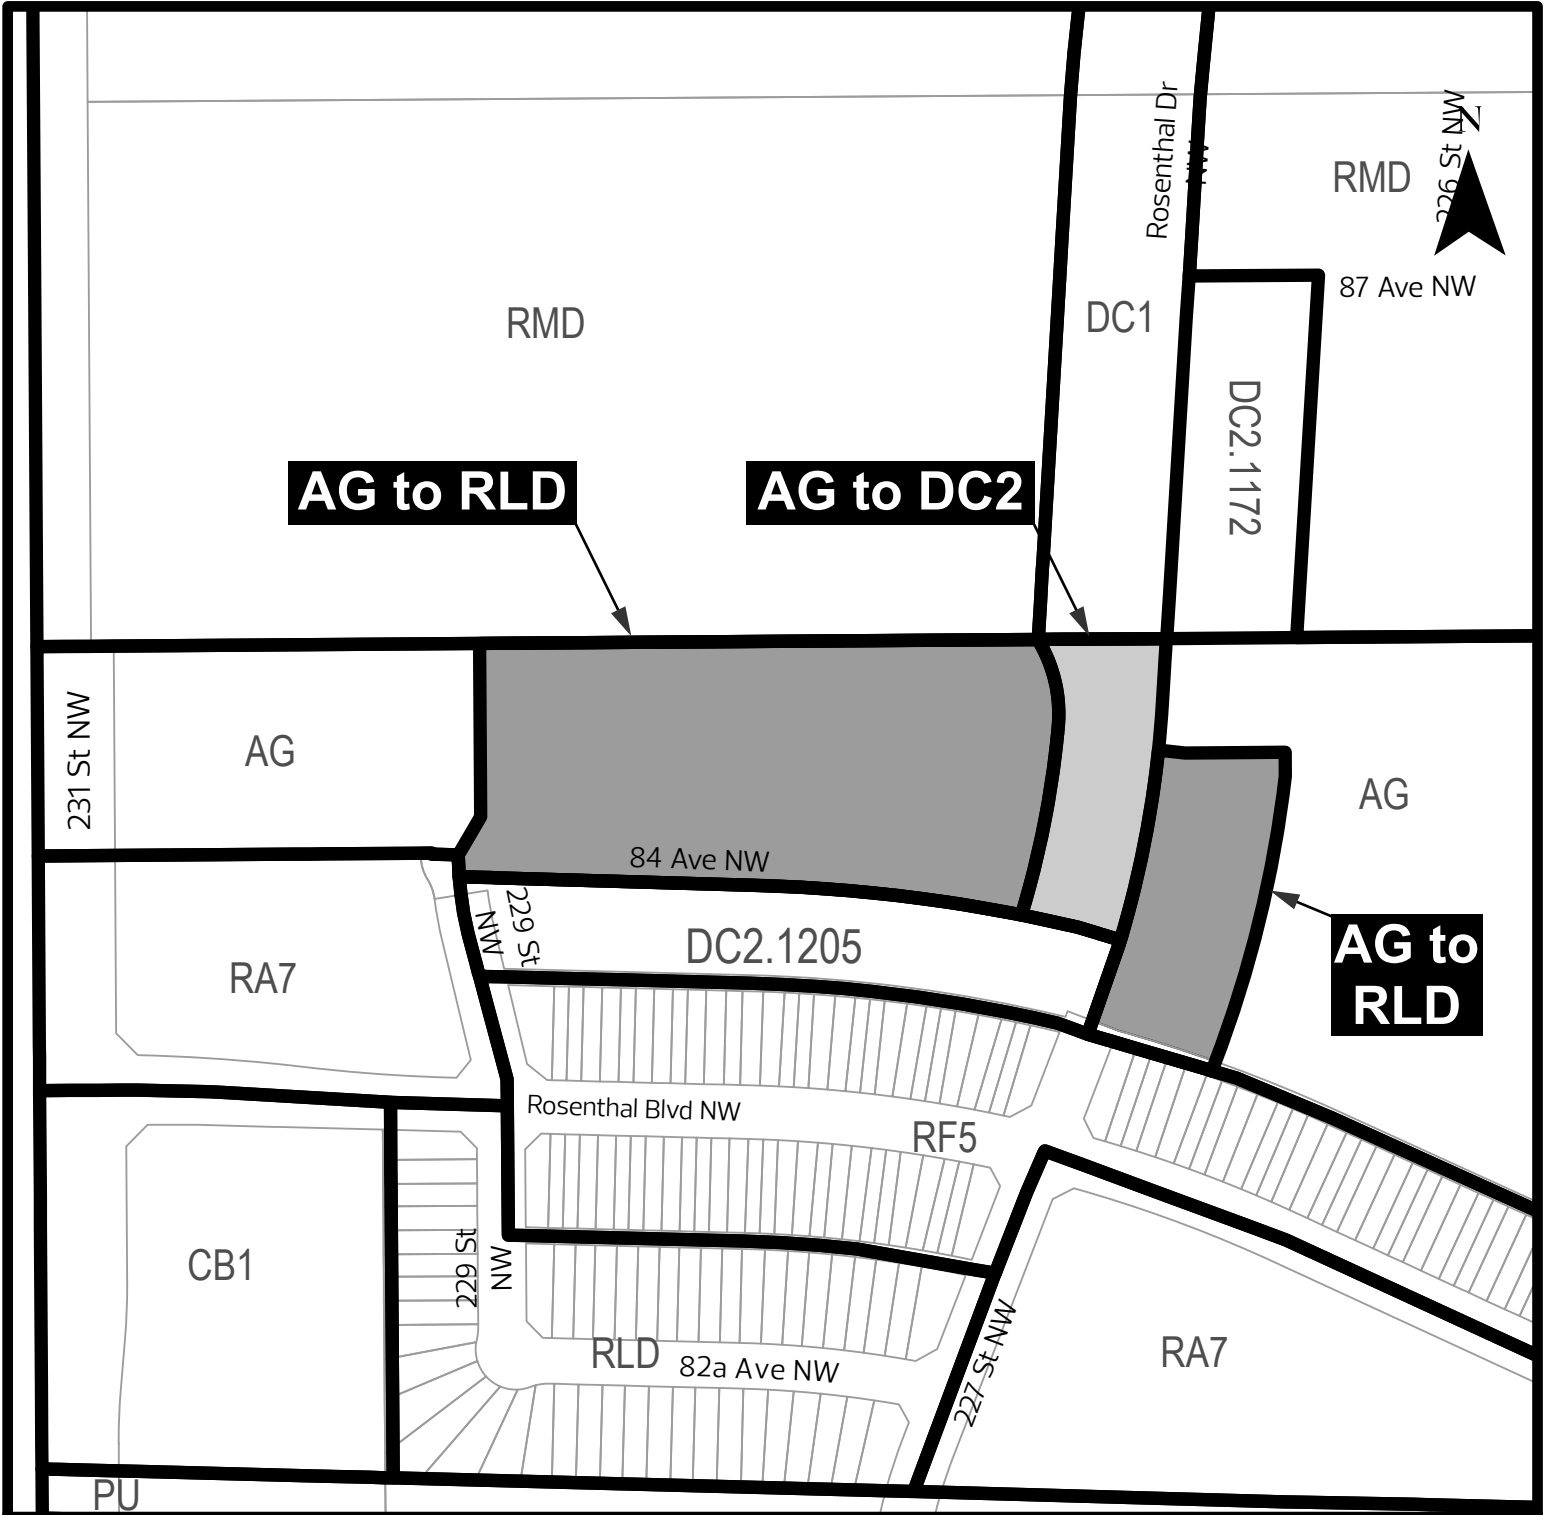 Rosenthal Dr
NW
226 St NW
N
RMD
87 Ave NW
RMD
DC1
DC2.1172
AG to RLD
AG to DC2
231 St NW
AG
AG
84 Ave NW
229 St
NW
DC2.1205
AG to
RLD
RA7
Rosenthal Blvd NW
RF5
CB1
229 St
NW
RLD
82a Ave NW
227 St NW
RA7
PU